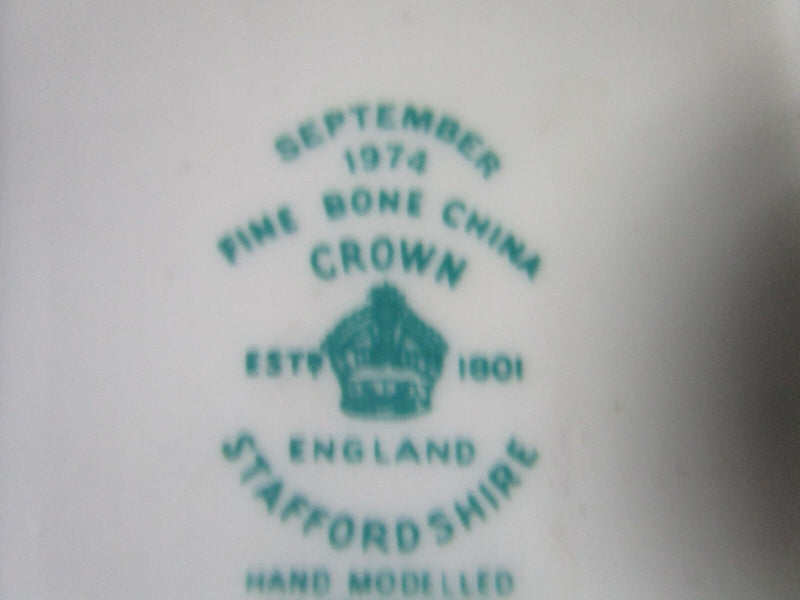 SEPTEMBER
1974
FINE BONE CHINA
CROWN
ESTD 1801
ENGLAND
STAFFORDSHIRE
HAND MODELLED